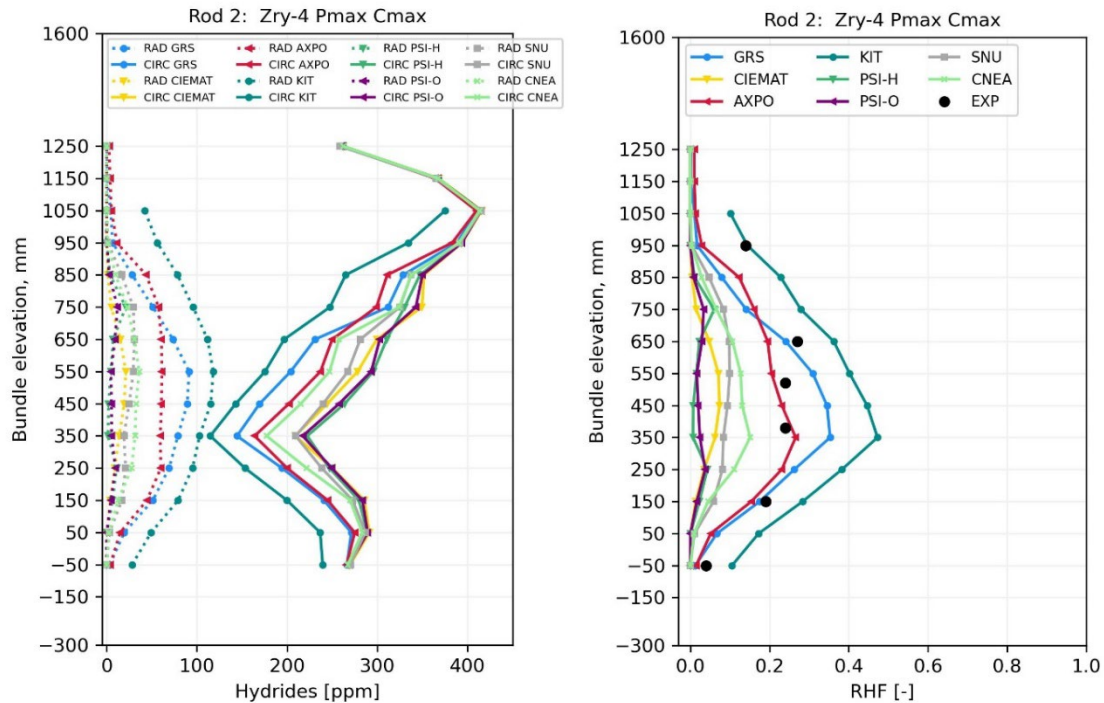 Rod 2: Zry-4 Pmax Cmax
RAD GRS RAD AXPO RAD PSI-H RAD SNU
CIRC GRS CIRC AXPO CIRC PSI-H CIRC SNU
RAD CIEMAT RAD KIT RAD PSI-O RAD CNEA
CIRC CIEMAT CIRC KIT CIRC PSI-O CIRC CNEA
Bundle elevation, mm
1600
1250
1150
1050
950
850
750
650
550
450
350
250
150
50
−50
−150
−300
0 100 200 300 400
Hydrides [ppm]
Rod 2: Zry-4 Pmax Cmax
GRS KIT SNU
CIEMAT PSI-H CNEA
AXPO PSI-O EXP
Bundle elevation, mm
1600
1250
1150
1050
950
850
750
650
550
450
350
250
150
50
−50
−150
−300
0.0 0.2 0.4 0.6 0.8 1.0
RHF [-]